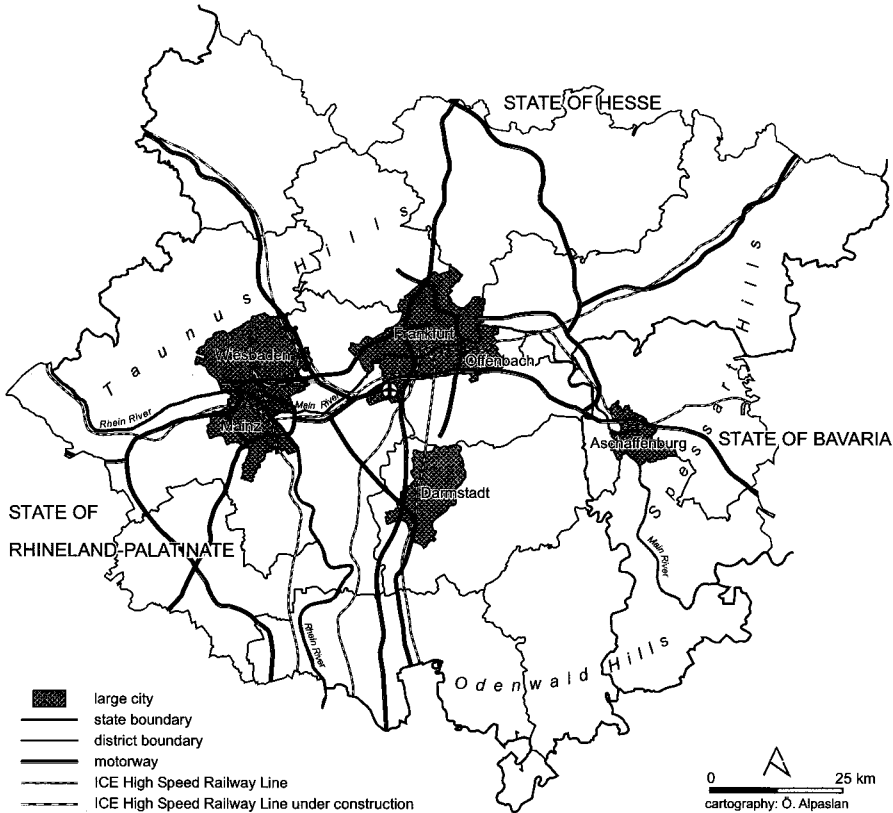 STATE OF HESSE
Taunus Hills
Spessart Hills
Frankfurt
Wiesbaden
Offenbach
Rhein River
Main River
Mainz
Aschaffenburg
STATE OF BAVARIA
Darmstadt
STATE OF
RHINELAND-PALATINATE
Main River
Rhein River
Odenwald Hills
large city
state boundary
district boundary
motorway
ICE High Speed Railway Line
ICE High Speed Railway Line under construction
0 25 km
cartography: Ö. Alpaslan